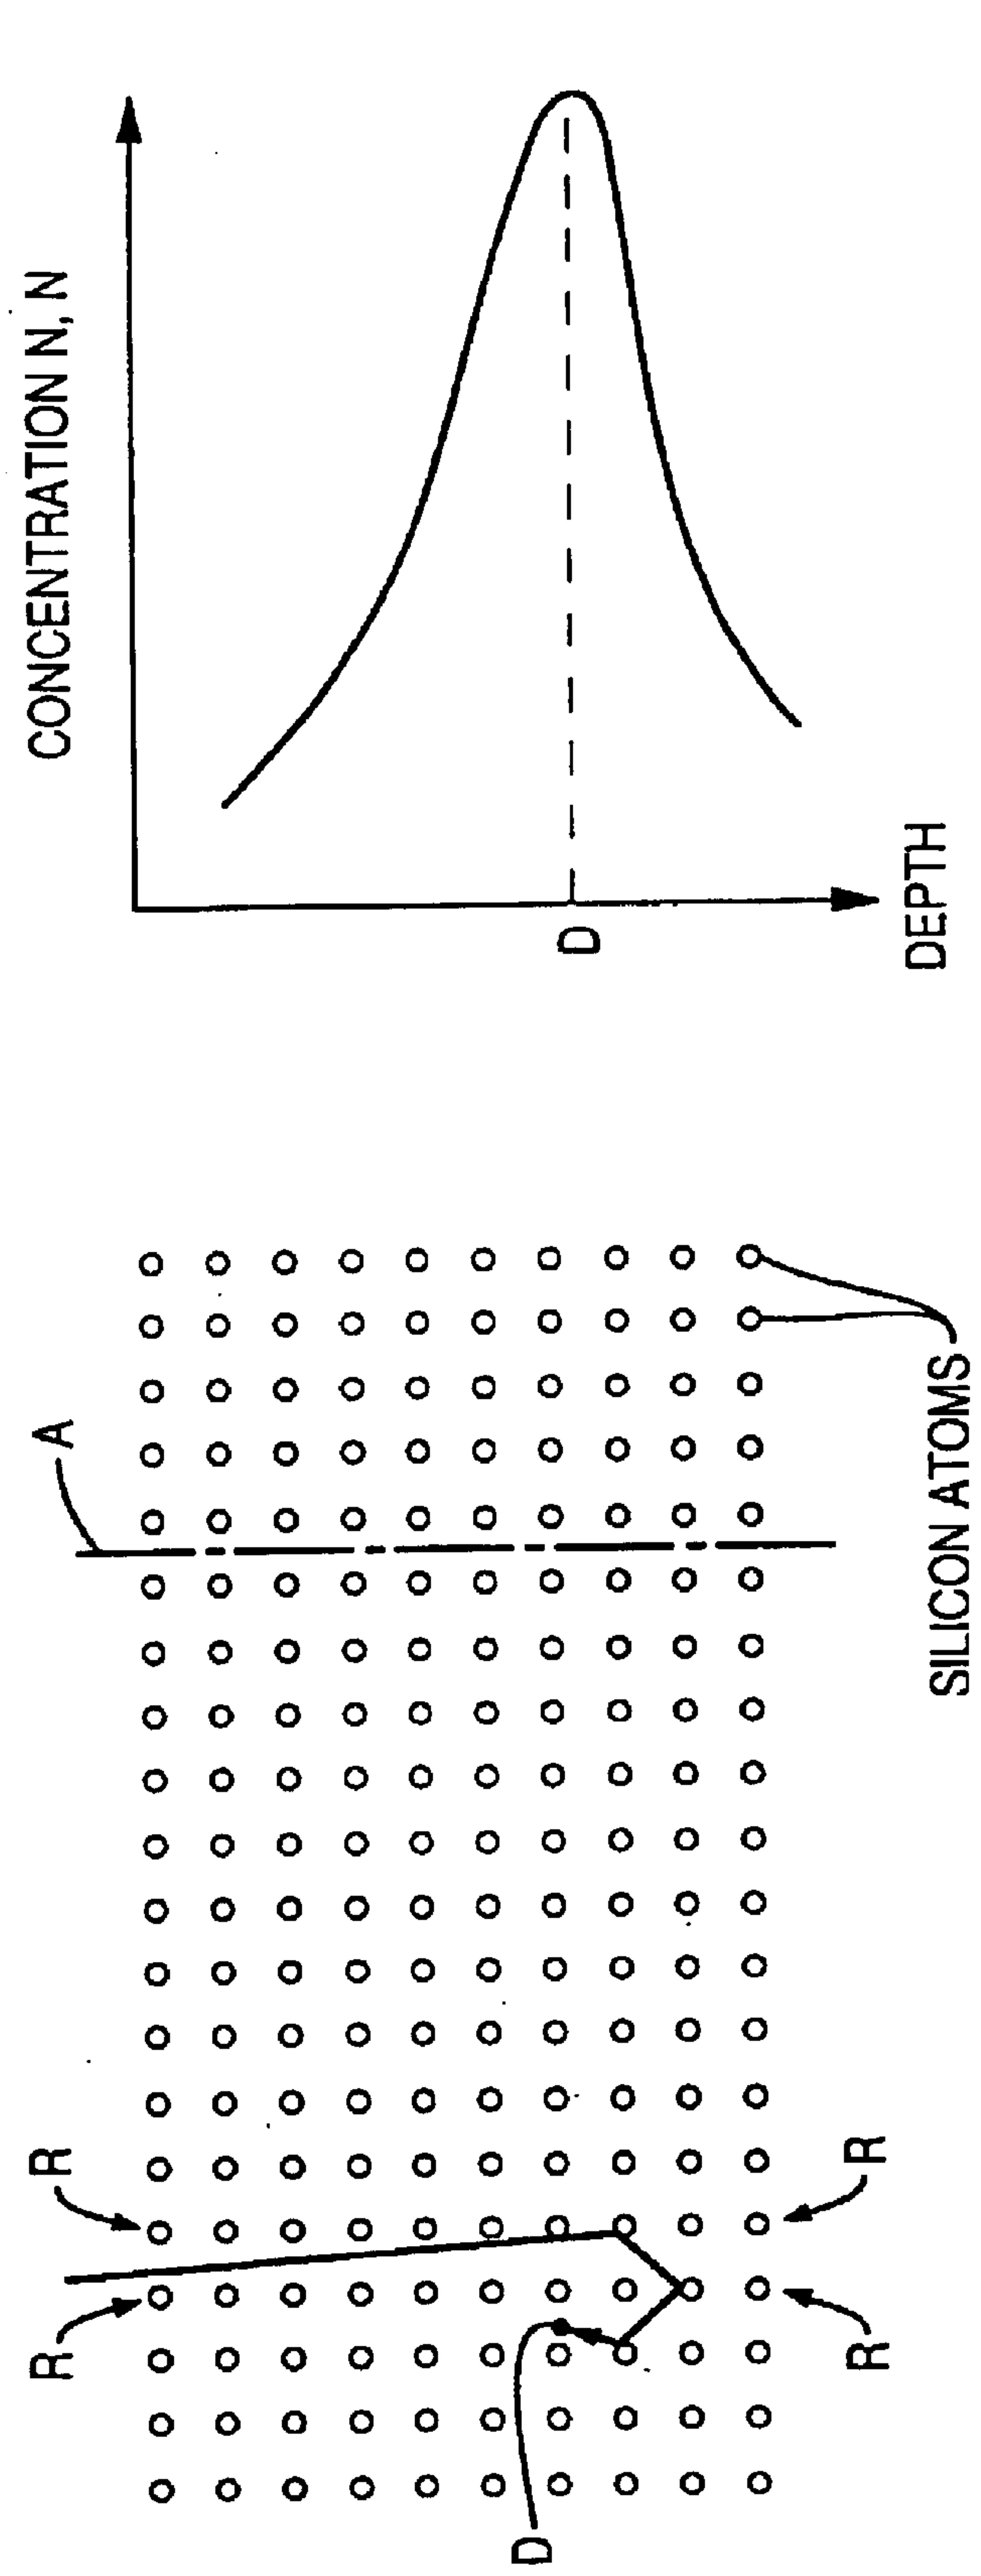 R
R
A
D
R
R
SILICON ATOMS
CONCENTRATION N, N
D
DEPTH